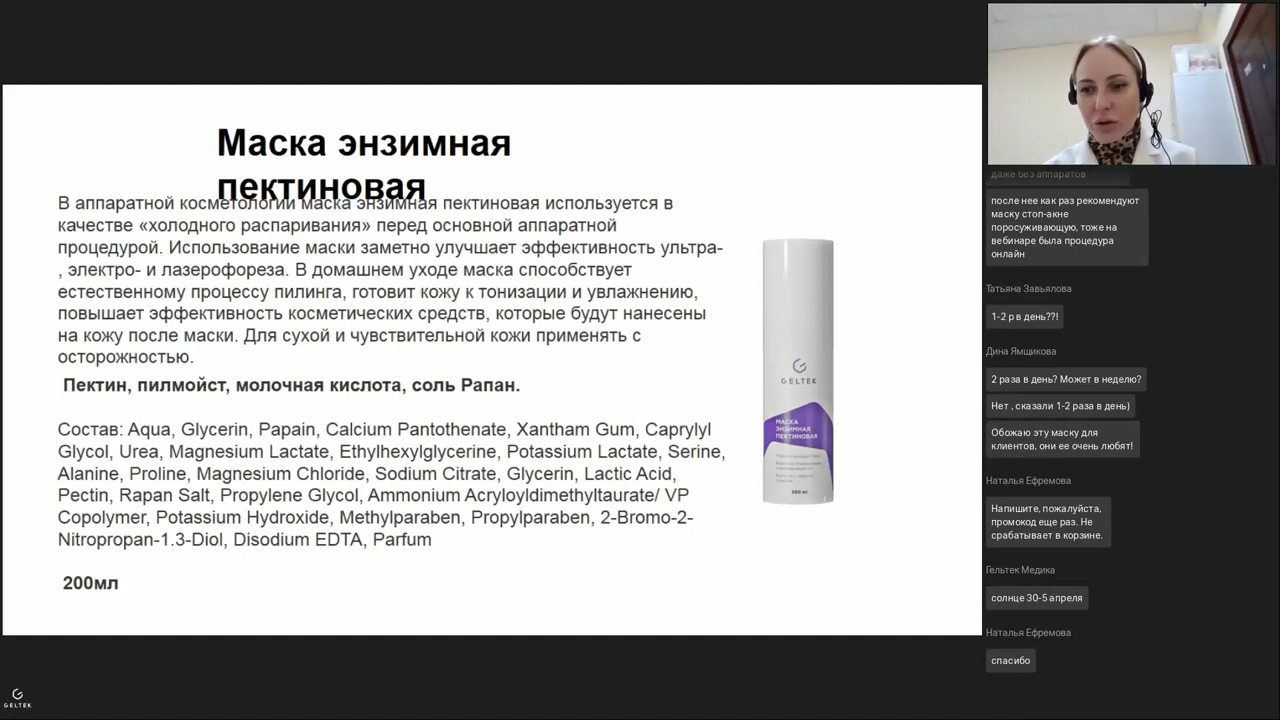 Маска энзимная
пектиновая
В аппаратной косметологии маска энзимная пектиновая используется в
качестве «холодного распаривания» перед основной аппаратной
процедурой. Использование маски заметно улучшает эффективность ультра-
, электро- и лазерофореза. В домашнем уходе маска способствует
естественному процессу пилинга, готовит кожу к тонизации и увлажнению,
повышает эффективность косметических средств, которые будут нанесены
на кожу после маски. Для сухой и чувствительной кожи применять с
осторожностью.
Пектин, пилмойст, молочная кислота, соль Рапан.
Состав: Aqua, Glycerin, Papain, Calcium Pantothenate, Xantham Gum, Caprylyl
Glycol, Urea, Magnesium Lactate, Ethylhexylglycerine, Potassium Lactate, Serine,
Alanine, Proline, Magnesium Chloride, Sodium Citrate, Glycerin, Lactic Acid,
Pectin, Rapan Salt, Propylene Glycol, Ammonium Acryloyldimethyltaurate/ VP
Copolymer, Potassium Hydroxide, Methylparaben, Propylparaben, 2-Bromo-2-
Nitropropan-1.3-Diol, Disodium EDTA, Parfum
200мл
GELTEK
МАСКА
ЭНЗИМНАЯ
ПЕКТИНОВАЯ
200 мл
даже без аппаратов
после нее как раз рекомендуют
маску стоп-акне
поросуживающую, тоже на
вебинаре была процедура
онлайн
Татьяна Завьялова
1-2 р в день??!
Дина Ямщикова
2 раза в день? Может в неделю?
Нет , сказали 1-2 раза в день)
Обожаю эту маску для
клиентов, они ее очень любят!
Наталья Ефремова
Напишите, пожалуйста,
промокод еще раз. Не
срабатывает в корзине.
Гельтек Медика
солнце 30-5 апреля
Наталья Ефремова
спасибо
GELTEK